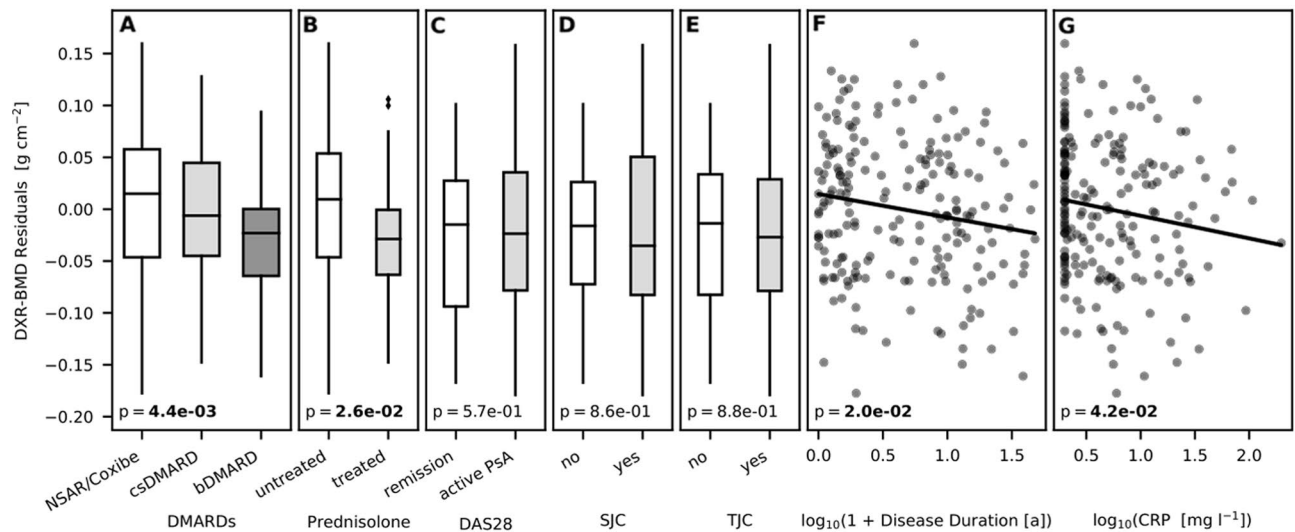 A
B
C
D
E
F
G
DXR-BMD Residuals [g cm⁻²]
0.15
0.10
0.05
0.00
−0.05
−0.10
−0.15
−0.20
p = 4.4e-03
p = 2.6e-02
p = 5.7e-01
p = 8.6e-01
p = 8.8e-01
p = 2.0e-02
p = 4.2e-02
NSAR/Coxibe
csDMARD
bDMARD
untreated
treated
remission
active PsA
no
yes
no
yes
0.0
0.5
1.0
1.5
0.5
1.0
1.5
2.0
DMARDs
Prednisolone
DAS28
SJC
TJC
log₁₀(1 + Disease Duration [a])
log₁₀(CRP [mg l⁻¹])